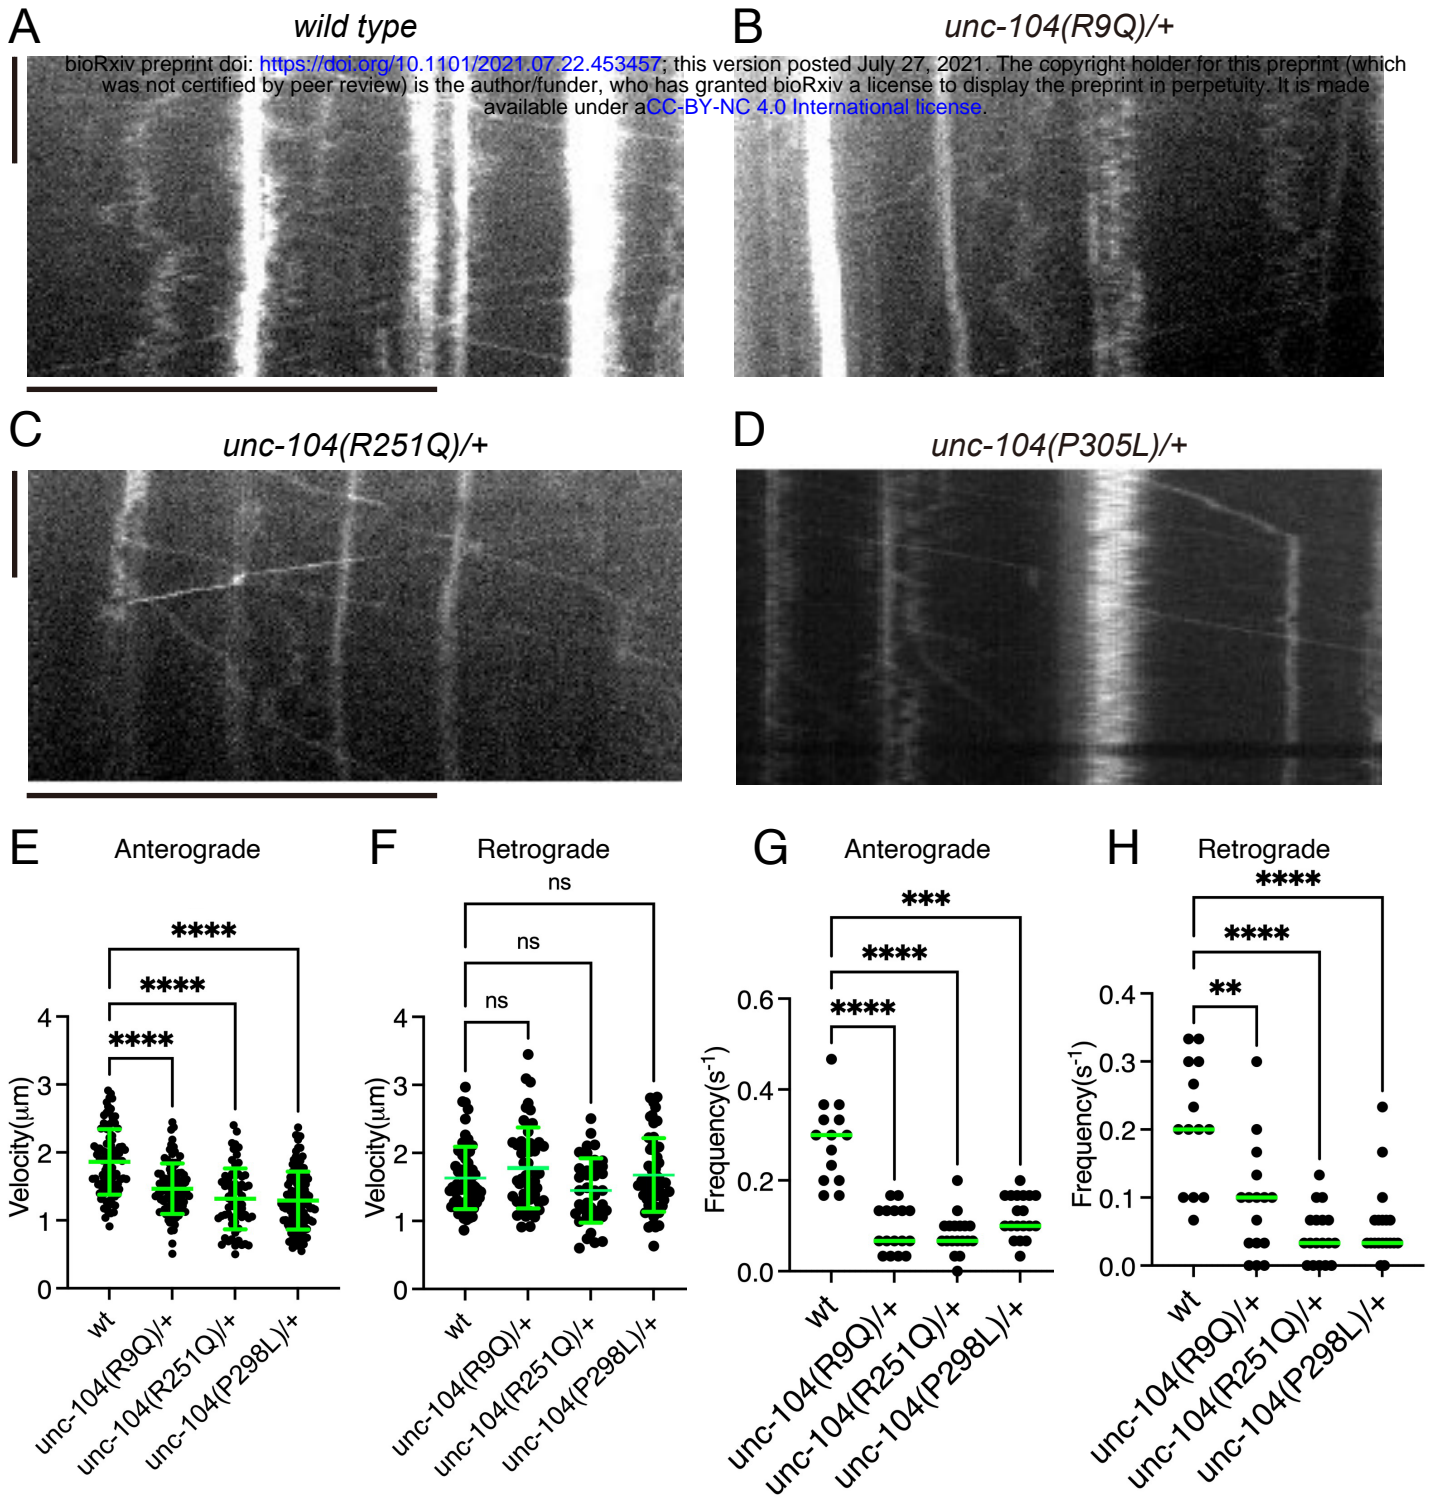 A
wild type
B
unc-104(R9Q)/+
bioRxiv preprint doi: https://doi.org/10.1101/2021.07.22.453457; this version posted July 27, 2021. The copyright holder for this preprint (which
was not certified by peer review) is the author/funder, who has granted bioRxiv a license to display the preprint in perpetuity. It is made
available under aCC-BY-NC 4.0 International license.
C
unc-104(R251Q)/+
D
unc-104(P305L)/+
E
Anterograde
****
****
****
Velocity(μm)
4
3
2
1
0
wt
unc-104(R9Q)/+
unc-104(R251Q)/+
unc-104(P298L)/+
F
Retrograde
ns
ns
ns
Velocity(μm)
4
3
2
1
0
wt
unc-104(R9Q)/+
unc-104(R251Q)/+
unc-104(P298L)/+
G
Anterograde
***
****
****
Frequency(s-1)
0.6
0.4
0.2
0.0
wt
unc-104(R9Q)/+
unc-104(R251Q)/+
unc-104(P298L)/+
H
Retrograde
****
****
**
Frequency(s-1)
0.4
0.3
0.2
0.1
0.0
wt
unc-104(R9Q)/+
unc-104(R251Q)/+
unc-104(P298L)/+